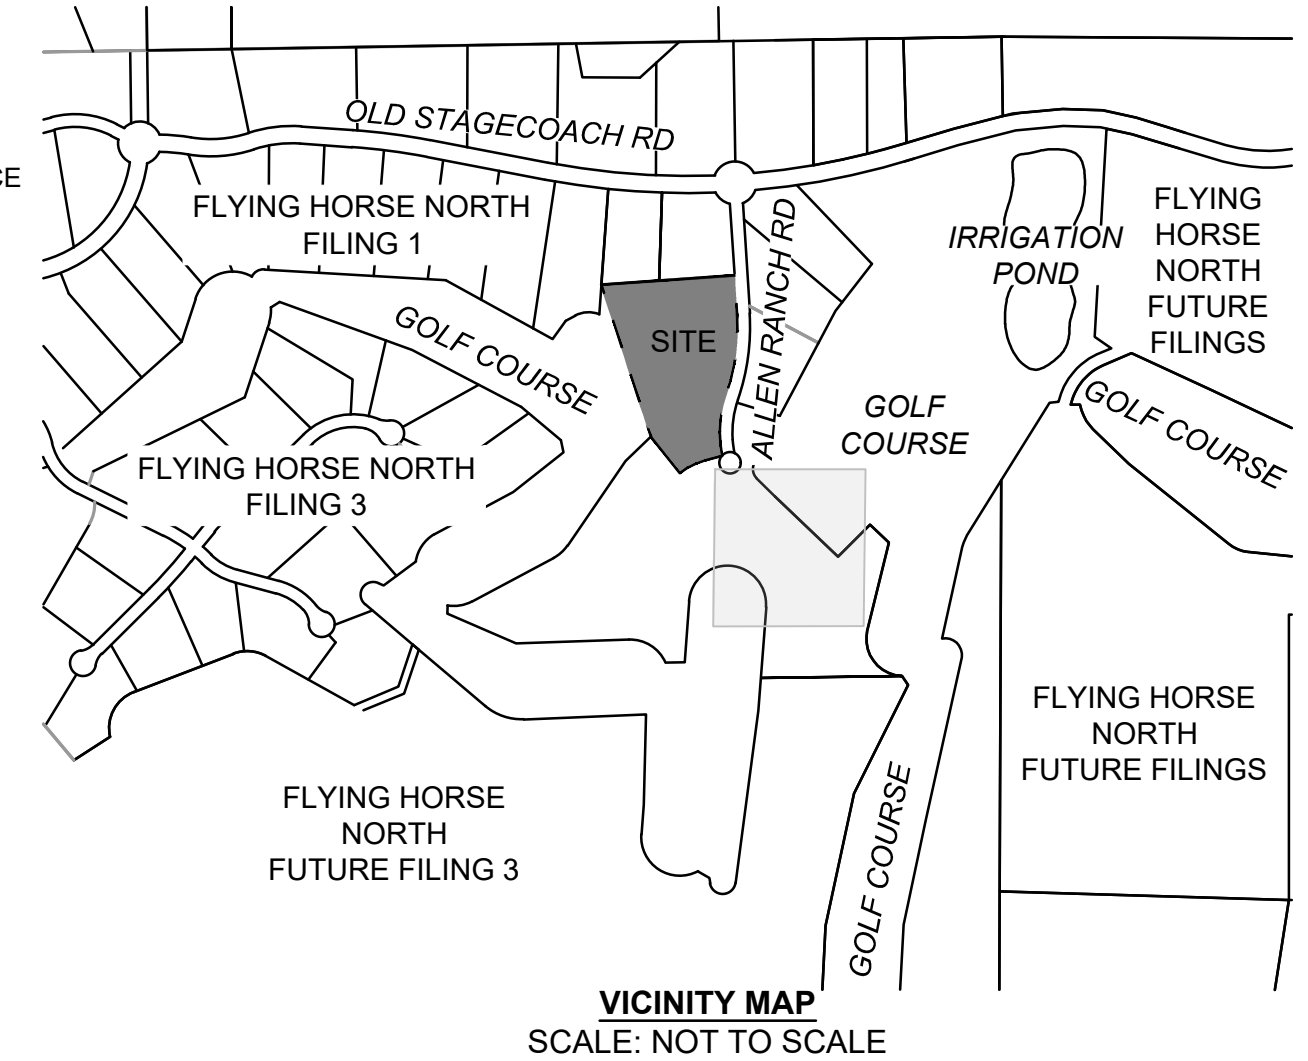 OLD STAGECOACH RD
CE
FLYING HORSE NORTH
FILING 1
ALLEN RANCH RD
IRRIGATION
POND
FLYING
HORSE
NORTH
FUTURE
FILINGS
GOLF COURSE
SITE
GOLF
COURSE
GOLF COURSE
FLYING HORSE NORTH
FILING 3
FLYING HORSE
NORTH
FUTURE FILINGS
FLYING HORSE
NORTH
FUTURE FILING 3
GOLF COURSE
VICINITY MAP
SCALE: NOT TO SCALE